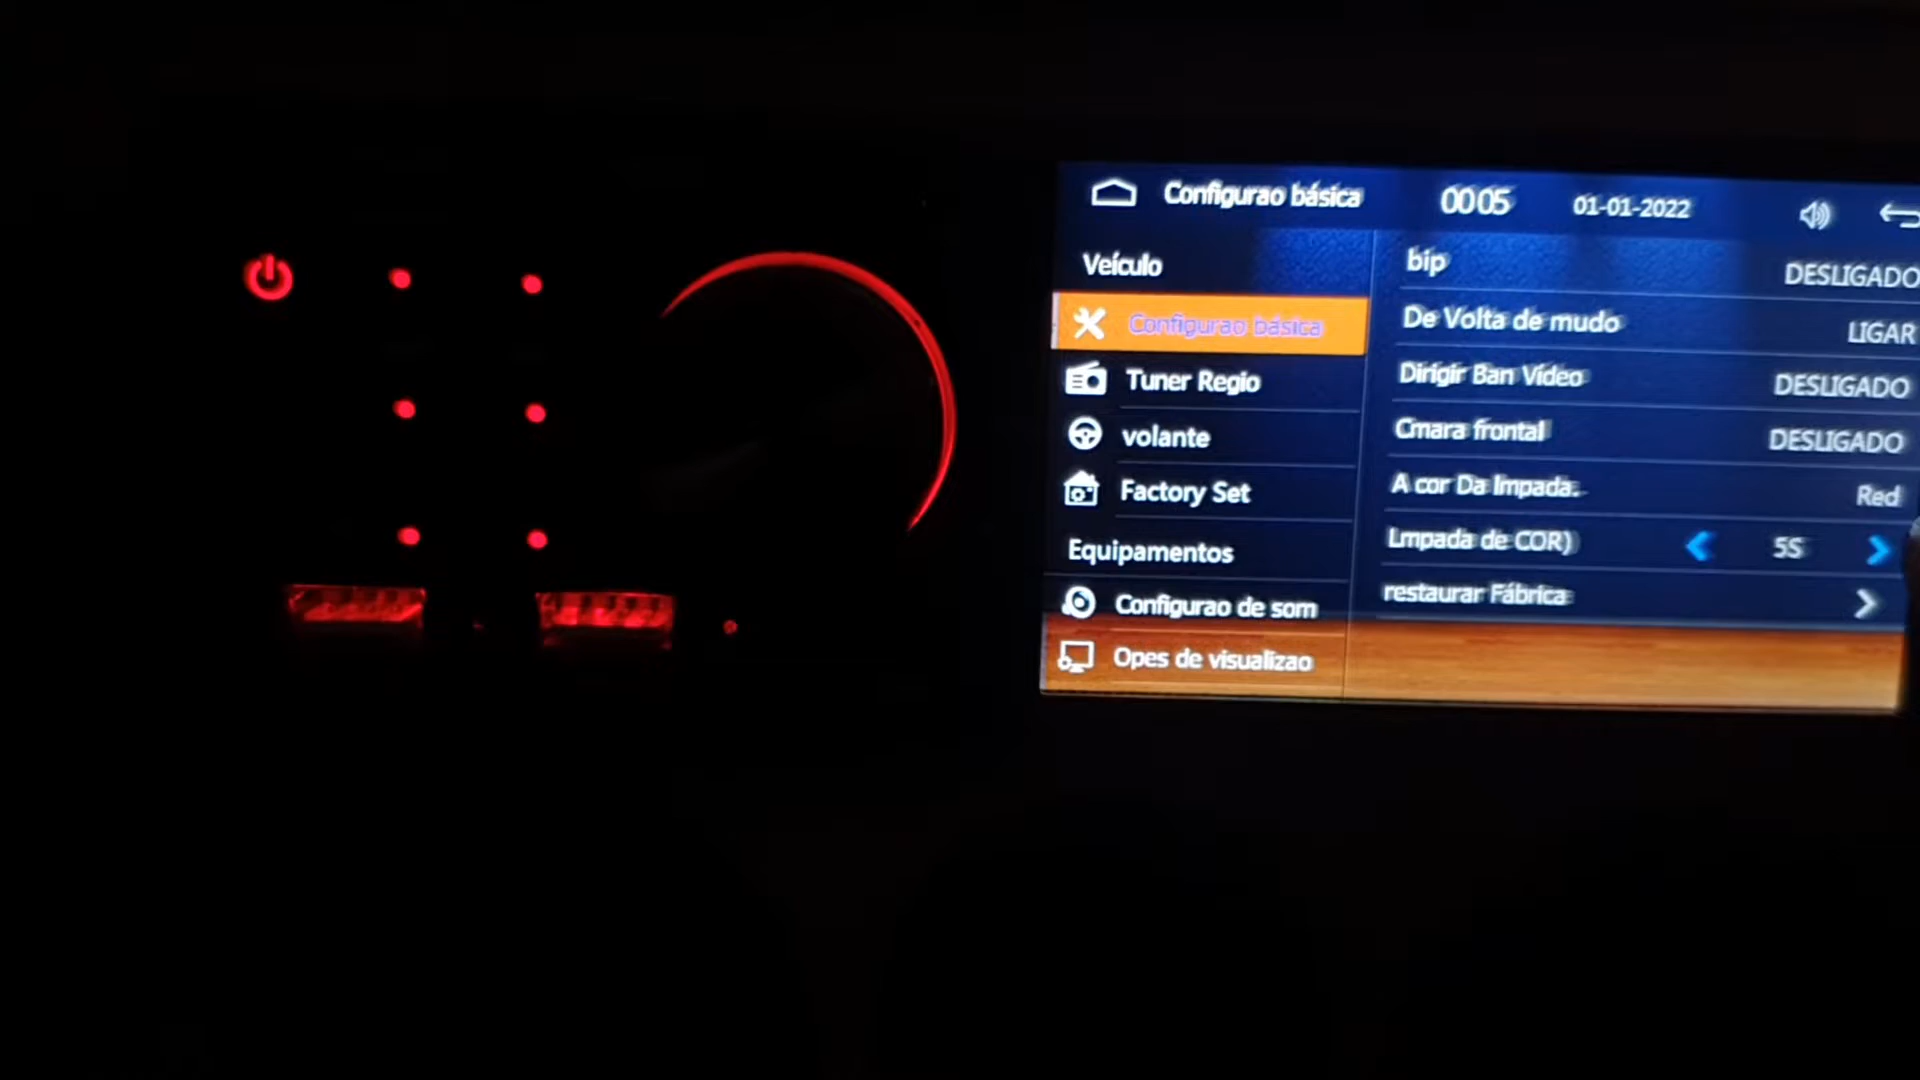 Configurao básica 00 05 01-01-2022
Veículo
Configurao básica
Tuner Regio
volante
Factory Set
Equipamentos
Configurao de som
Opes de visualizao
bip DESLIGADO
De Volta de mudo LIGAR
Dirigir Ban Vídeo DESLIGADO
Cmara frontal DESLIGADO
A cor Da lmpada. Red
Lmpada de COR) 5S
restaurar Fábrica